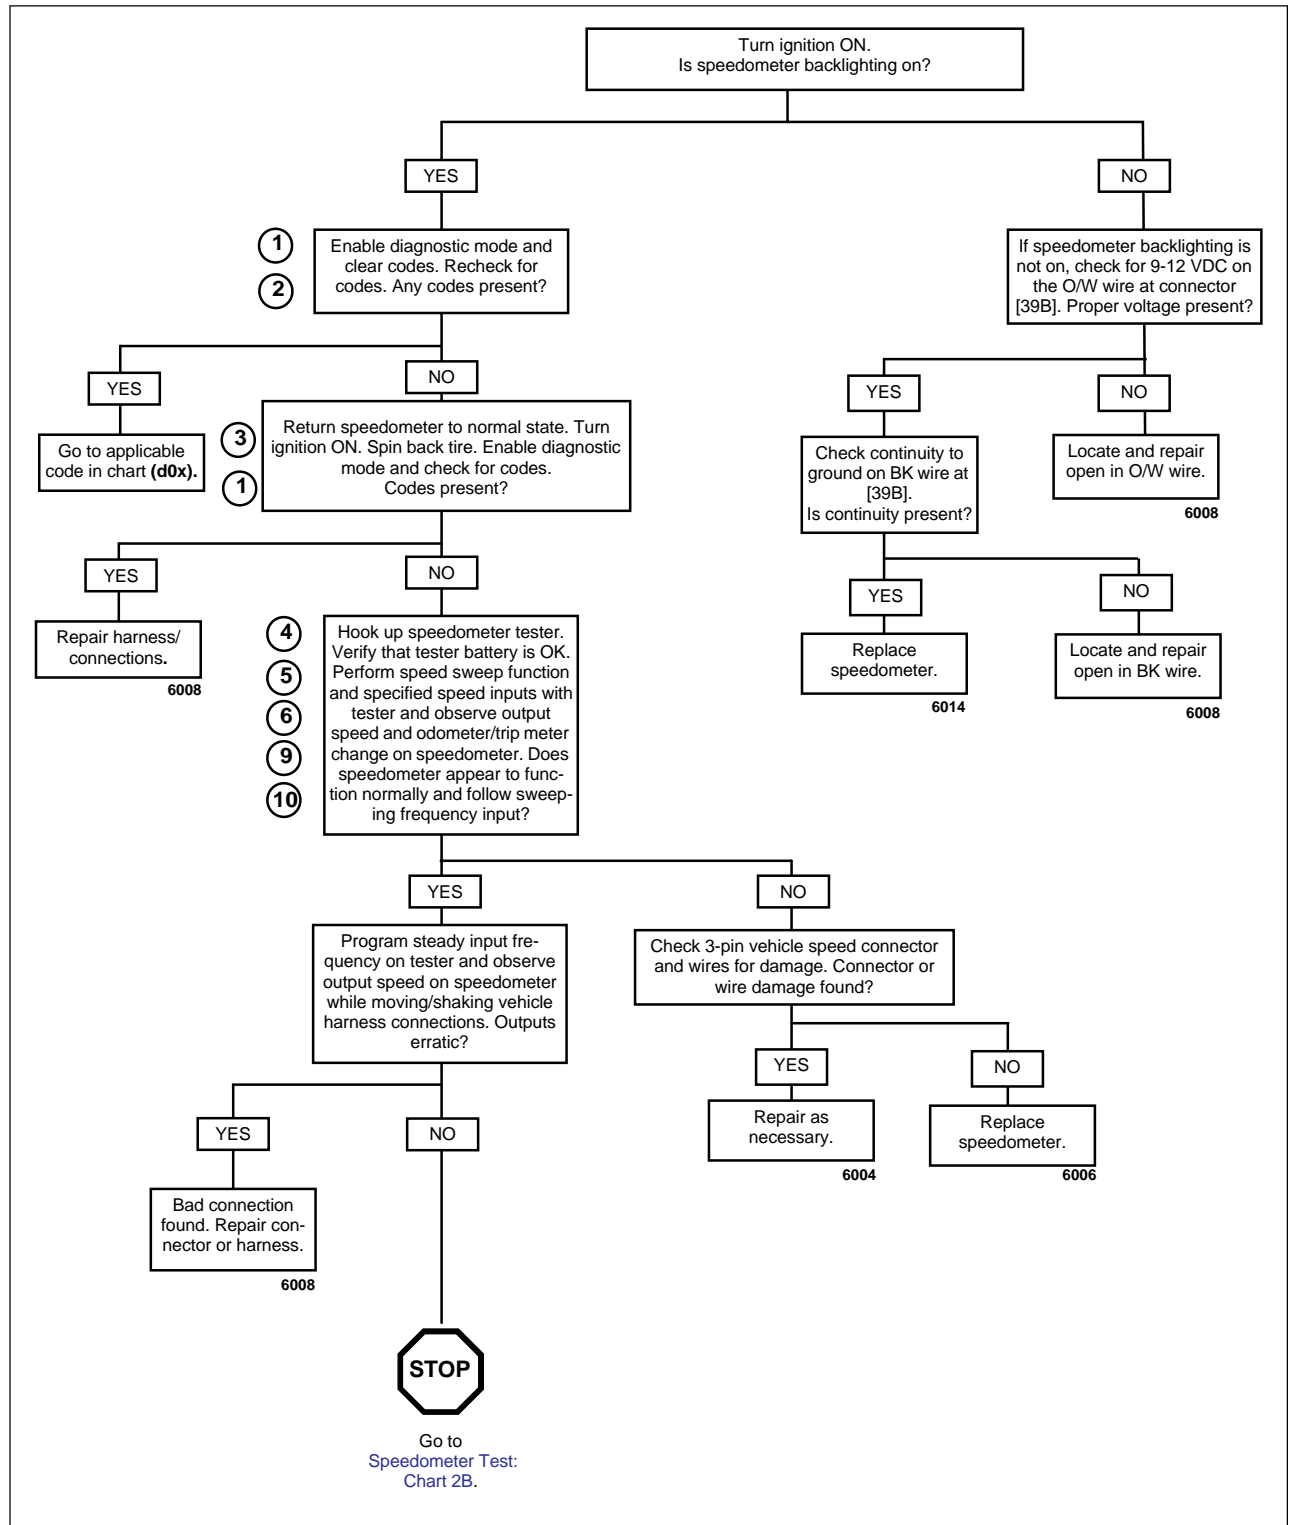 Turn ignition ON.
Is speedometer backlighting on?
YES
NO
1
2
Enable diagnostic mode and
clear codes. Recheck for
codes. Any codes present?
If speedometer backlighting is
not on, check for 9-12 VDC on
the O/W wire at connector
[39B]. Proper voltage present?
YES
NO
YES
NO
Go to applicable
code in chart (d0x).
3
1
Return speedometer to normal state. Turn
ignition ON. Spin back tire. Enable diagnostic
mode and check for codes.
Codes present?
Check continuity to
ground on BK wire at
[39B].
Is continuity present?
Locate and repair
open in O/W wire.
6008
YES
NO
YES
NO
Repair harness/
connections.
6008
4
5
6
9
10
Hook up speedometer tester.
Verify that tester battery is OK.
Perform speed sweep function
and specified speed inputs with
tester and observe output
speed and odometer/trip meter
change on speedometer. Does
speedometer appear to func-
tion normally and follow sweep-
ing frequency input?
Replace
speedometer.
6014
Locate and repair
open in BK wire.
6008
YES
NO
Program steady input fre-
quency on tester and observe
output speed on speedometer
while moving/shaking vehicle
harness connections. Outputs
erratic?
Check 3-pin vehicle speed connector
and wires for damage. Connector or
wire damage found?
YES
NO
YES
NO
Repair as
necessary.
6004
Replace
speedometer.
6006
Bad connection
found. Repair con-
nector or harness.
6008
STOP
Go to
Speedometer Test:
Chart 2B.